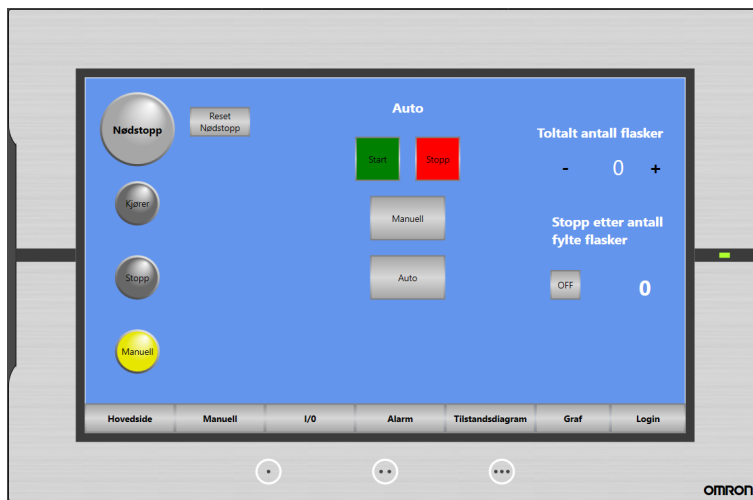 Nødstopp
Reset
Nødstopp
Kjører
Stopp
Manuell
Auto
Start
Stopp
Manuell
Auto
Toltalt antall flasker
- 0 +
Stopp etter antall
fylte flasker
OFF
0
Hovedside
Manuell
I/0
Alarm
Tilstandsdiagram
Graf
Login
OMRON